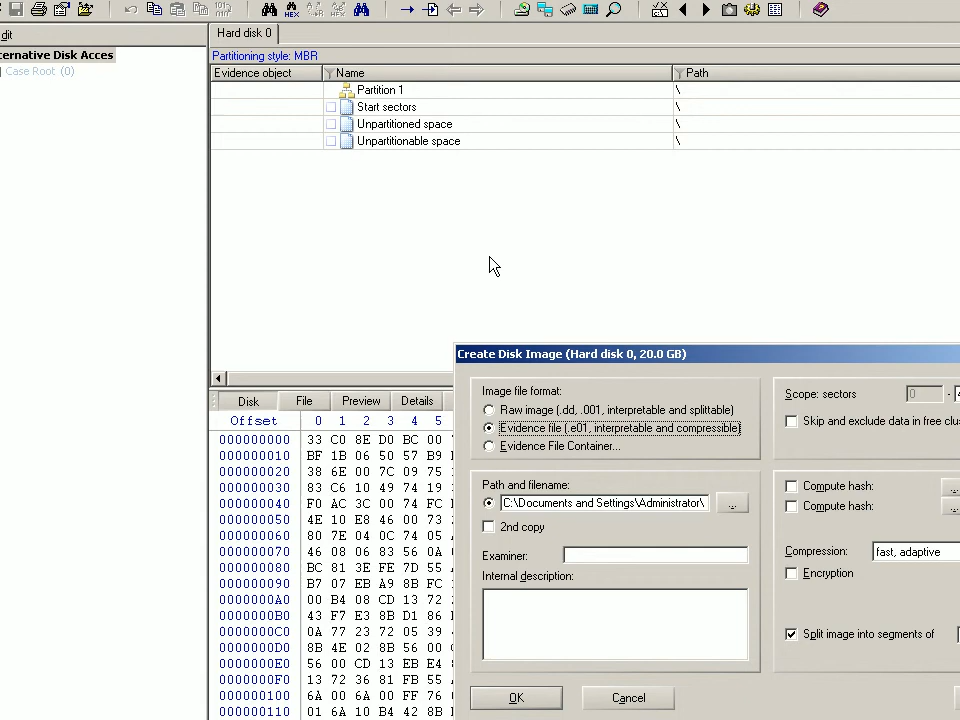 dit
Hard disk 0
ternative Disk Acces
Case Root (0)
Partitioning style: MBR
Evidence object Name Path
Partition 1 \
Start sectors \
Unpartitioned space \
Unpartitionable space \
Disk File Preview Details
Offset 0 1 2 3 4 5
000000000 33 C0 8E D0 BC 00
000000010 BF 1B 06 50 57 B9
000000020 38 6E 00 7C 09 75
000000030 83 C6 10 49 74 19
000000040 F0 AC 3C 00 74 FC
000000050 4E 10 E8 46 00 73
000000060 80 7E 04 0C 74 05
000000070 46 08 06 83 56 0A
000000080 BC 81 3E FE 7D 55
000000090 B7 07 EB A9 8B FC
0000000A0 00 B4 08 CD 13 72
0000000B0 43 F7 E3 8B D1 86
0000000C0 0A 77 23 72 05 39
0000000D0 8B 4E 02 8B 56 00
0000000E0 56 00 CD 13 EB E4
0000000F0 13 72 36 81 FB 55
000000100 6A 00 6A 00 FF 76
000000110 01 6A 10 B4 42 8B
Create Disk Image (Hard disk 0, 20.0 GB)
Image file format:
Raw image (.dd, .001, interpretable and splittable)
Evidence file (.e01, interpretable and compressible)
Evidence File Container...
Path and filename:
C:\Documents and Settings\Administrator\ ...
2nd copy
Examiner:
Internal description:
OK Cancel
Scope: sectors 0 -
Skip and exclude data in free clu
Compute hash: ...
Compute hash: ...
Compression: fast, adaptive
Encryption
Split image into segments of